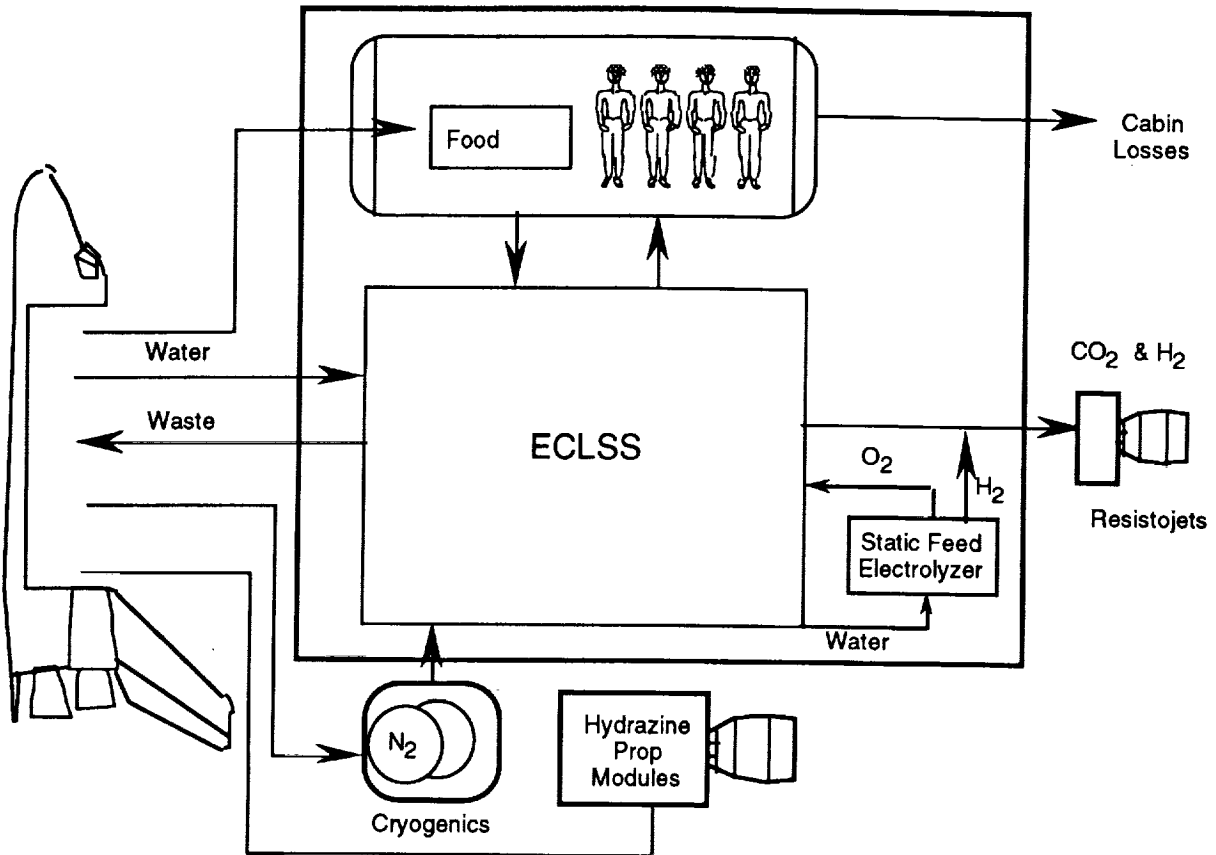 Food
Cabin
Losses
Water
Waste
ECLSS
CO₂ & H₂
O₂
H₂
Resistojets
Static Feed
Electrolyzer
Water
N₂
Cryogenics
Hydrazine
Prop
Modules